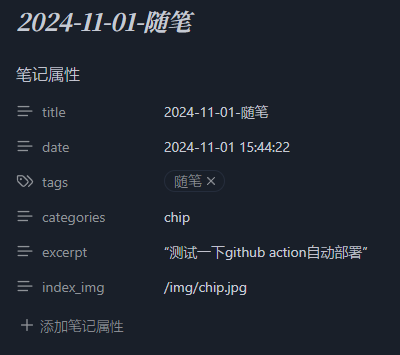 2024-11-01-随笔
笔记属性
title 2024-11-01-随笔
date 2024-11-01 15:44:22
tags 随笔 ×
categories chip
excerpt “测试一下github action自动部署”
index_img /img/chip.jpg
+ 添加笔记属性